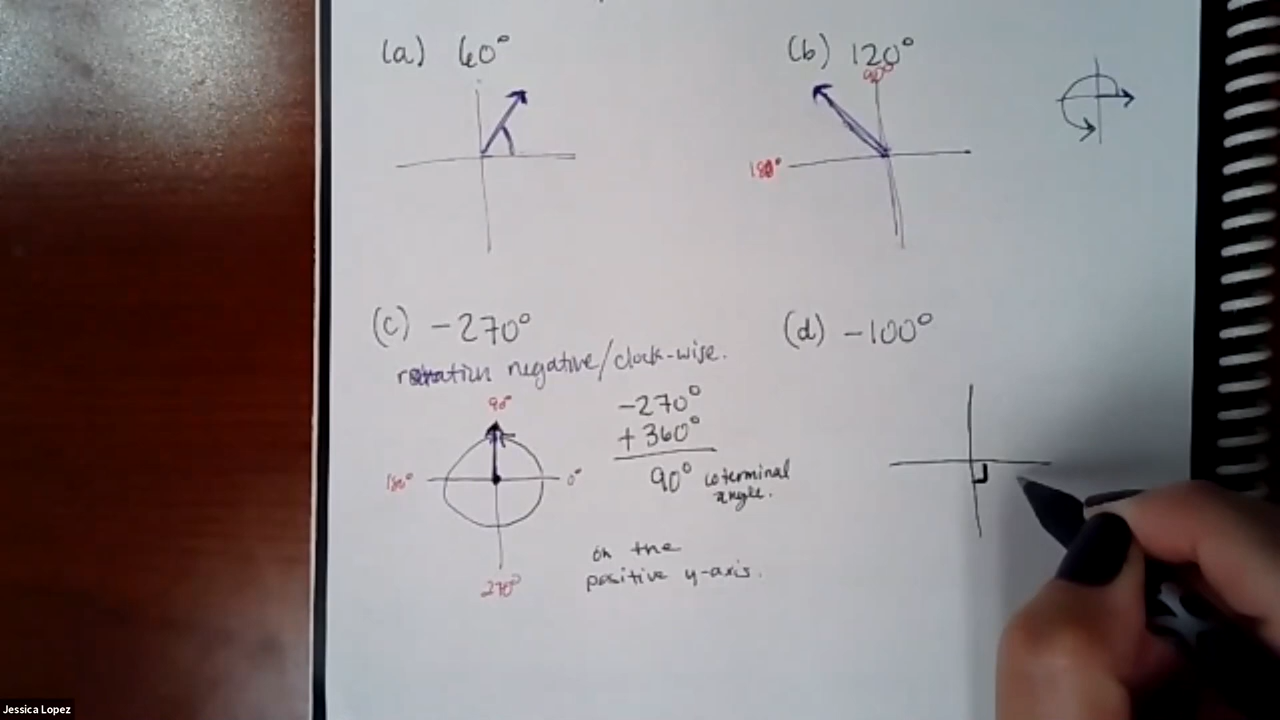 (a) 60°
(b) 120°
90°
180°
(c) -270°
rotation negative/clock-wise.
90°
180°
0°
270°
-270°
+ 360°
90° coterminal
angle.
on the
positive y-axis.
(d) -100°
Jessica Lopez